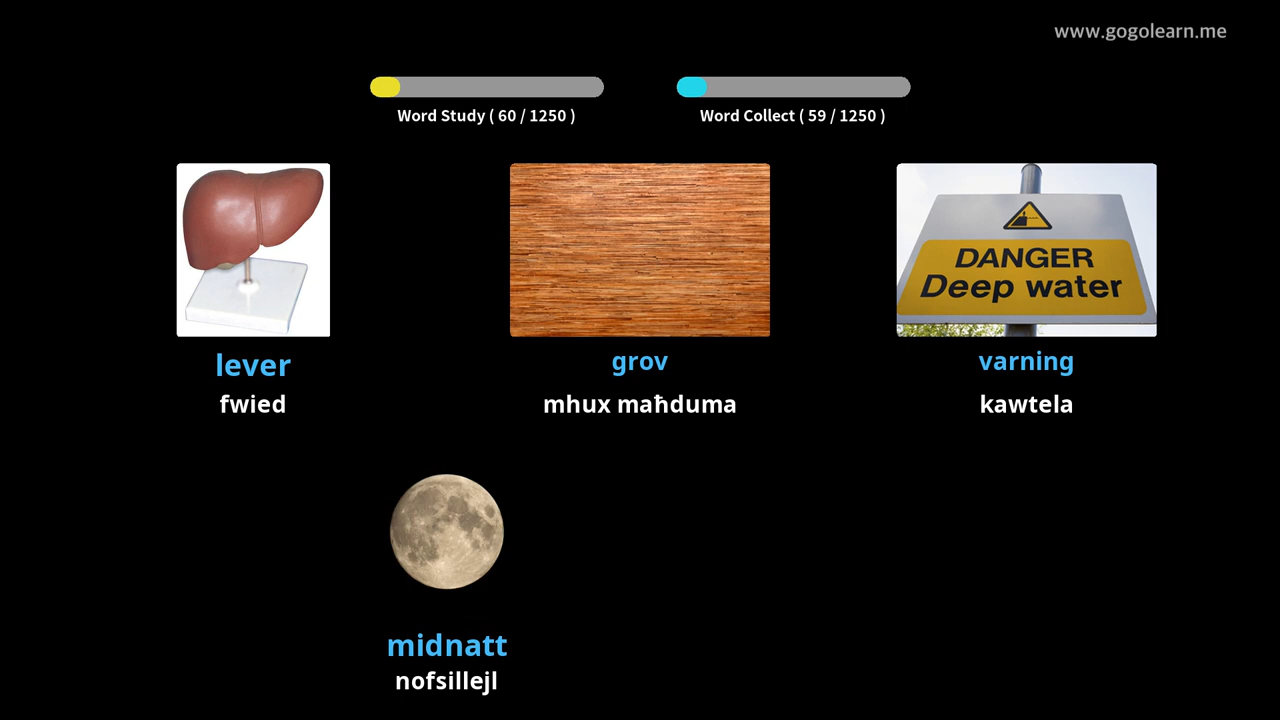 www.gogolearn.me
Word Study ( 60 / 1250 )
Word Collect ( 59 / 1250 )
DANGER
Deep water
lever
fwied
grov
mhux maħduma
varning
kawtela
midnatt
nofsillejl